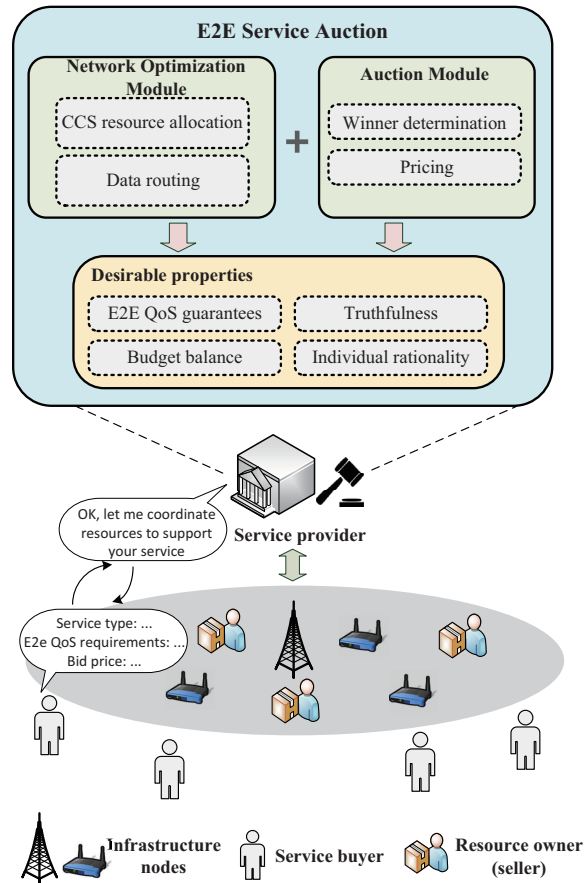 E2E Service Auction
Network Optimization
Module
CCS resource allocation
Data routing
+
Auction Module
Winner determination
Pricing
Desirable properties
E2E QoS guarantees
Truthfulness
Budget balance
Individual rationality
OK, let me coordinate
resources to support
your service
Service provider
Service type: ...
E2e QoS requirements: ...
Bid price: ...
Infrastructure
nodes
Service buyer
Resource owner
(seller)